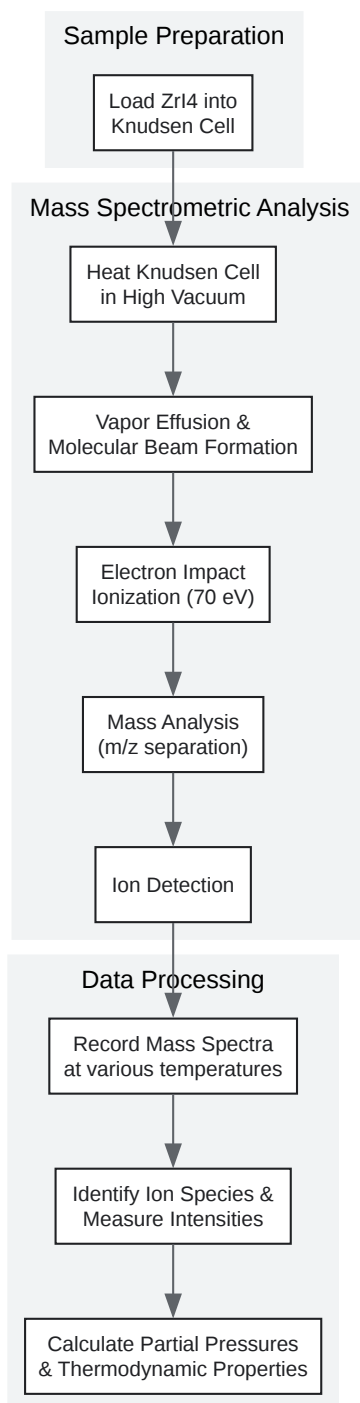 Sample Preparation
Load ZrI4 into
Knudsen Cell
Mass Spectrometric Analysis
Heat Knudsen Cell
in High Vacuum
Vapor Effusion &
Molecular Beam Formation
Electron Impact
Ionization (70 eV)
Mass Analysis
(m/z separation)
Ion Detection
Data Processing
Record Mass Spectra
at various temperatures
Identify Ion Species &
Measure Intensities
Calculate Partial Pressures
& Thermodynamic Properties